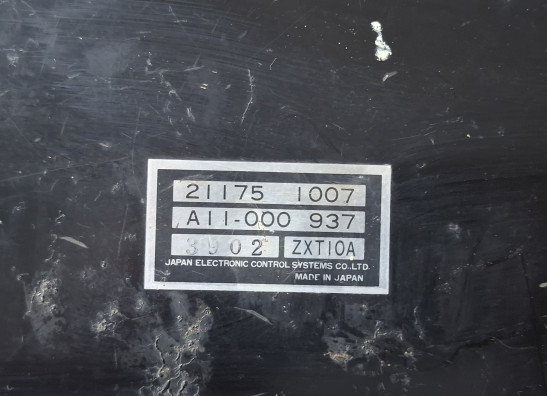 21175 1007
A11-000 937
3902 ZXT10A
JAPAN ELECTRONIC CONTROL SYSTEMS CO.,LTD.
MADE IN JAPAN